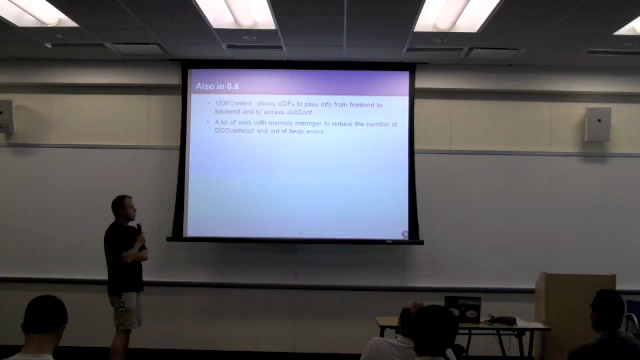 Also in 0.6
• UDFContext allows UDFs to pass info from frontend to
backend and to access JobConf
• A lot of work with memory manager to reduce the number of
GCOverhead and out of heap errors